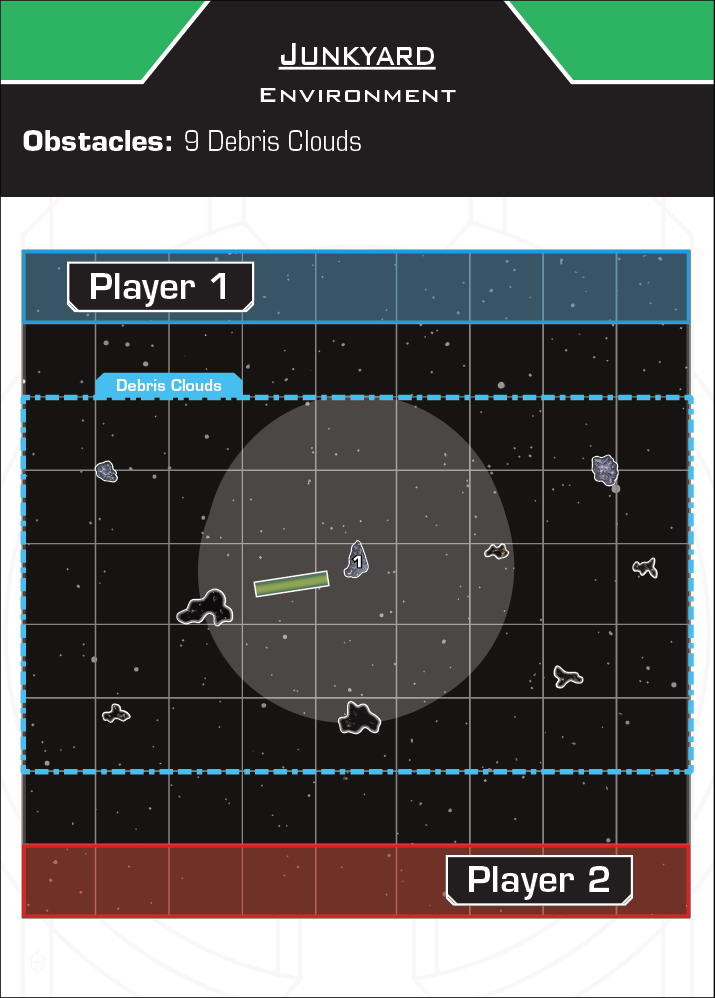 Junkyard
Environment
Obstacles: 9 Debris Clouds
Player 1
Debris Clouds
1
Player 2